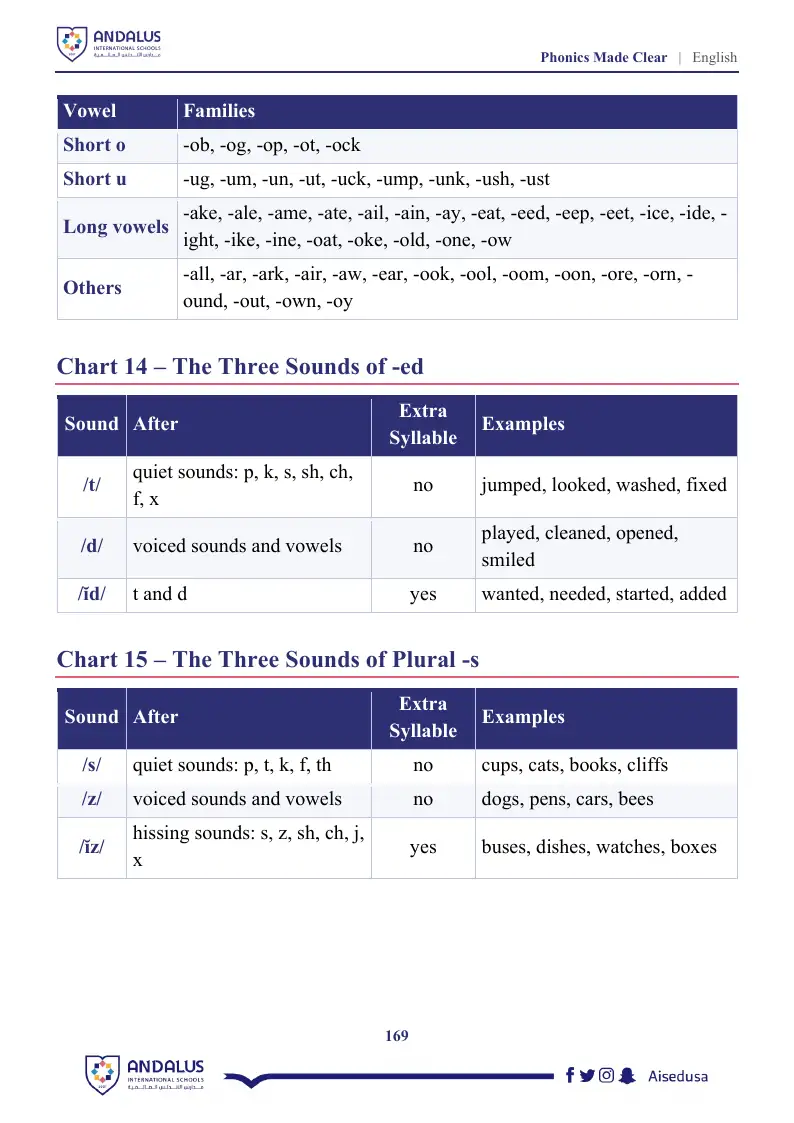 ANDALUS
INTERNATIONAL SCHOOLS
مدارس الأندلس العالمية
Phonics Made Clear | English
Vowel Families
Short o -ob, -og, -op, -ot, -ock
Short u -ug, -um, -un, -ut, -uck, -ump, -unk, -ush, -ust
Long vowels -ake, -ale, -ame, -ate, -ail, -ain, -ay, -eat, -eed, -eep, -eet, -ice, -ide, -
ight, -ike, -ine, -oat, -oke, -old, -one, -ow
Others -all, -ar, -ark, -air, -aw, -ear, -ook, -ool, -oom, -oon, -ore, -orn, -
ound, -out, -own, -oy
Chart 14 – The Three Sounds of -ed
Sound After Extra Syllable Examples
/t/ quiet sounds: p, k, s, sh, ch, f, x no jumped, looked, washed, fixed
/d/ voiced sounds and vowels no played, cleaned, opened, smiled
/ĭd/ t and d yes wanted, needed, started, added
Chart 15 – The Three Sounds of Plural -s
Sound After Extra Syllable Examples
/s/ quiet sounds: p, t, k, f, th no cups, cats, books, cliffs
/z/ voiced sounds and vowels no dogs, pens, cars, bees
/ĭz/ hissing sounds: s, z, sh, ch, j, x yes buses, dishes, watches, boxes
169
ANDALUS
INTERNATIONAL SCHOOLS
مدارس الأندلس العالمية
Aisedusa